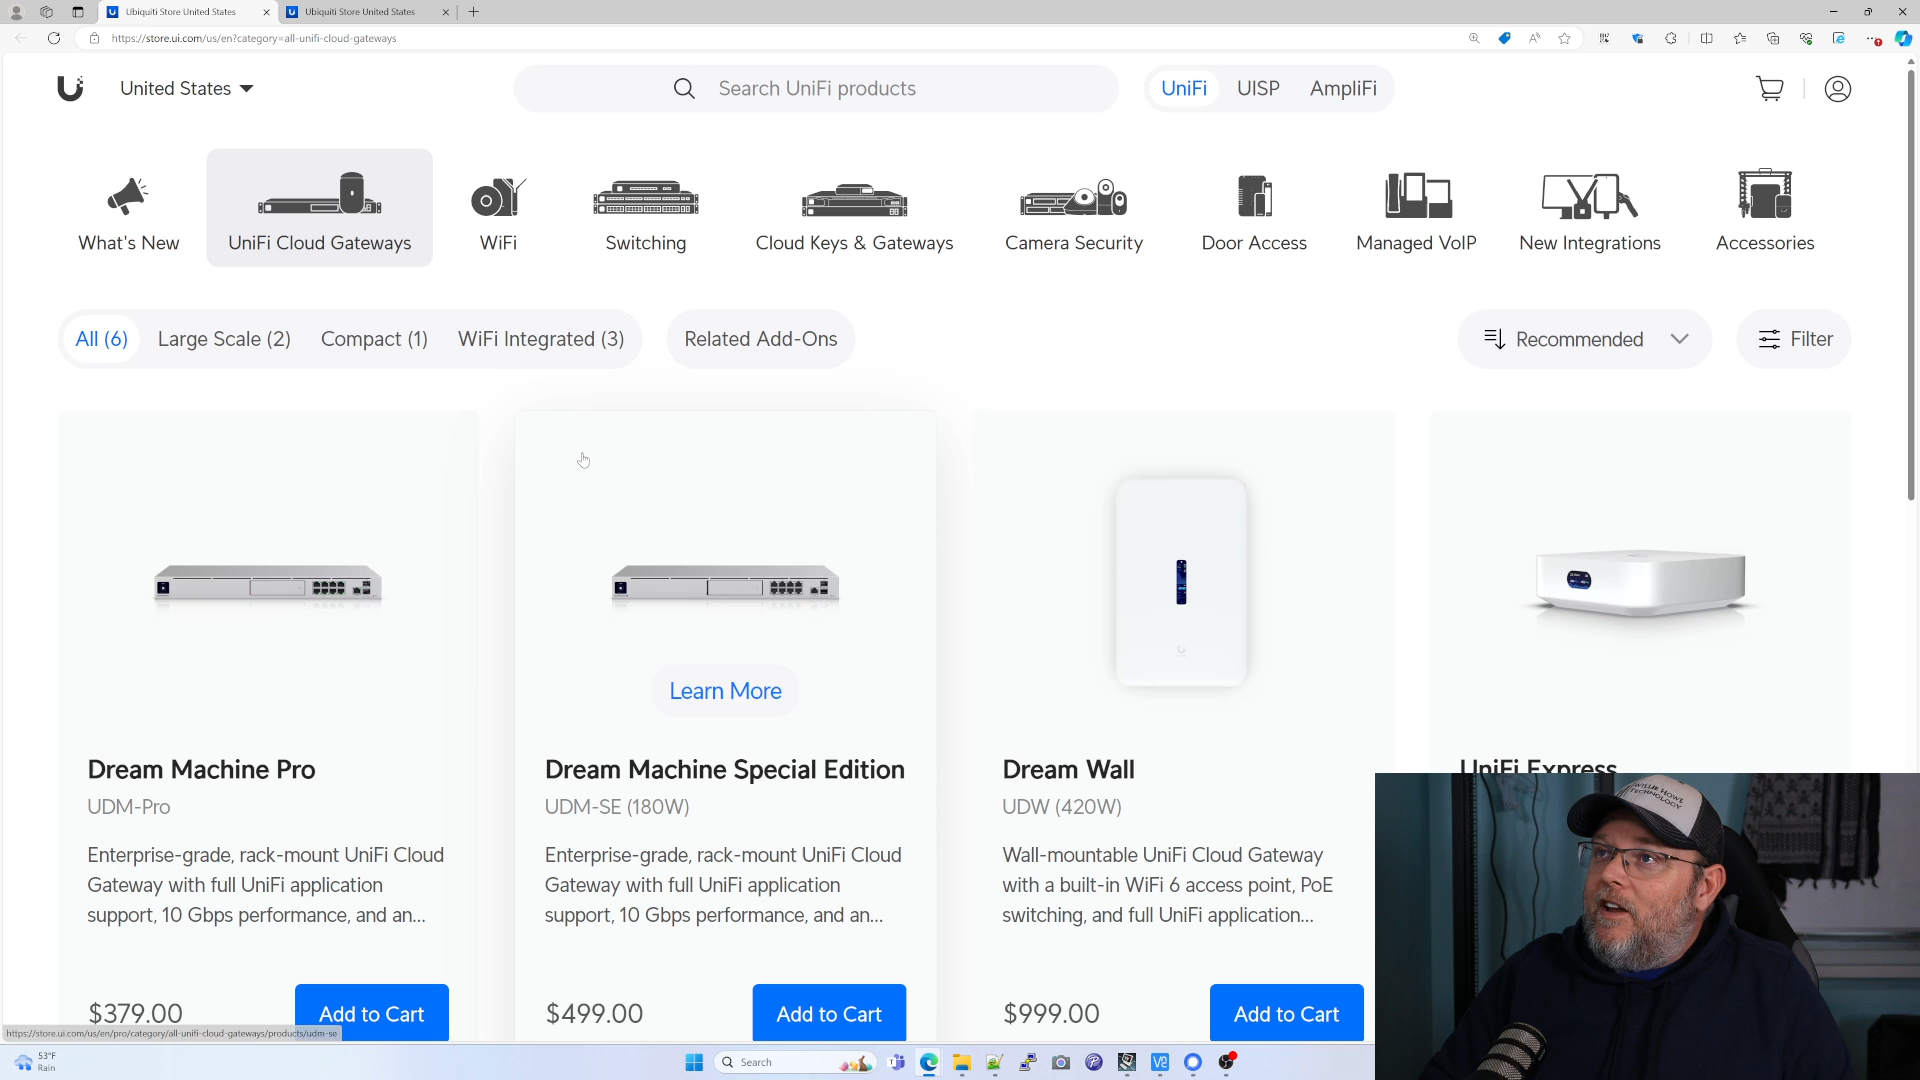 Ubiquiti Store United States
Ubiquiti Store United States
https://store.ui.com/us/en?category=all-unifi-cloud-gateways
United States
Search UniFi products
UniFi UISP AmpliFi
What's New
UniFi Cloud Gateways
WiFi
Switching
Cloud Keys & Gateways
Camera Security
Door Access
Managed VoIP
New Integrations
Accessories
All (6) Large Scale (2) Compact (1) WiFi Integrated (3) Related Add-Ons
Recommended
Filter
Learn More
Dream Machine Pro
UDM-Pro
Enterprise-grade, rack-mount UniFi Cloud
Gateway with full UniFi application
support, 10 Gbps performance, and an...
$379.00 Add to Cart
Dream Machine Special Edition
UDM-SE (180W)
Enterprise-grade, rack-mount UniFi Cloud
Gateway with full UniFi application
support, 10 Gbps performance, and an...
$499.00 Add to Cart
Dream Wall
UDW (420W)
Wall-mountable UniFi Cloud Gateway
with a built-in WiFi 6 access point, PoE
switching, and full UniFi application...
$999.00 Add to Cart
UniFi Express
WILLIE HOWE
TECHNOLOGY
https://store.ui.com/us/en/pro/category/all-unifi-cloud-gateways/products/udm-se
53°F
Rain
Search